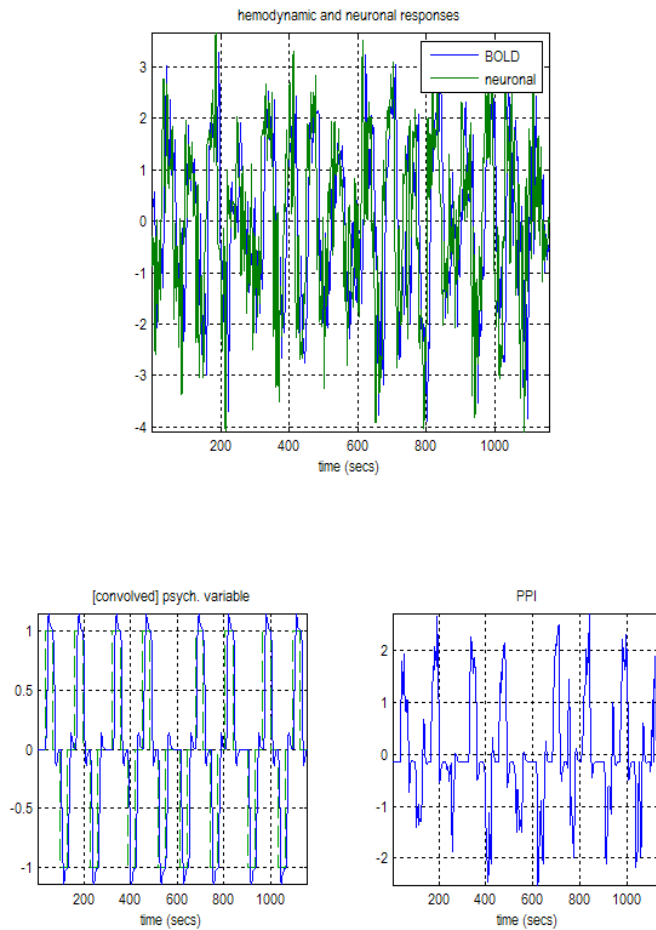 hemodynamic and neuronal responses
BOLD
neuronal
3
2
1
0
-1
-2
-3
-4
200 400 600 800 1000
time (secs)
[convolved] psych. variable
1
0.5
0
-0.5
-1
200 400 600 800 1000
time (secs)
PPI
2
1
0
-1
-2
200 400 600 800 1000
time (secs)